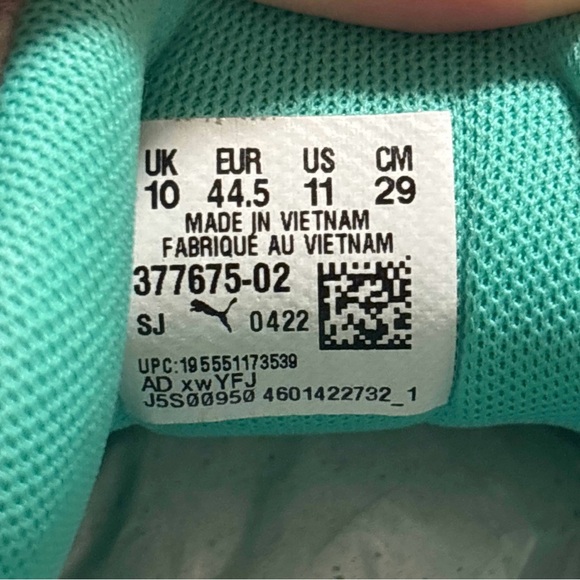 UK EUR US CM
10 44.5 11 29
MADE IN VIETNAM
FABRIQUÉ AU VIETNAM
377675-02
SJ 0422
UPC:195551173539
AD xwYFJ
J5S00950 4601422732_1